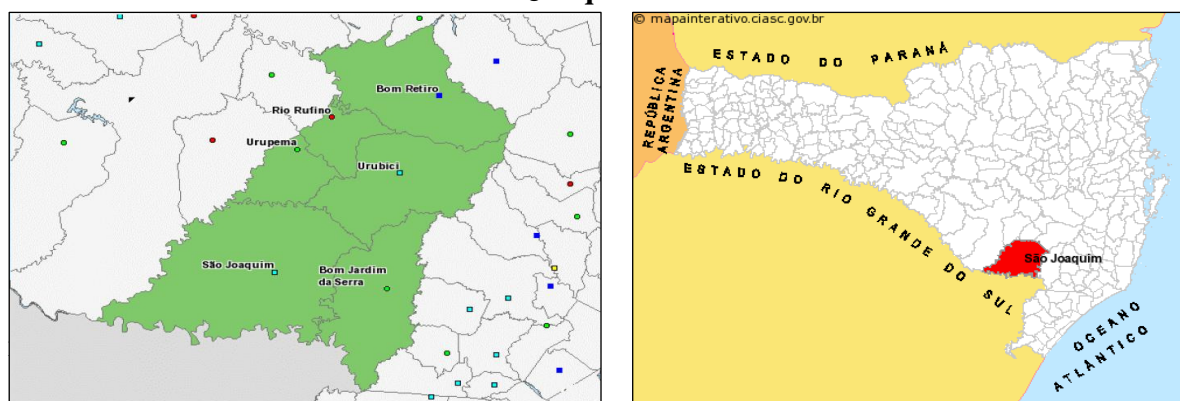 Bom Retiro
Rio Rufino
Urupema
Urubici
São Joaquim
Bom Jardim
da Serra
© mapainterativo.ciasc.gov.br
ESTADO DO PARANÁ
REPÚBLICA
ARGENTINA
ESTADO DO RIO GRANDE DO SUL
São Joaquim
OCEANO
ATLÂNTICO